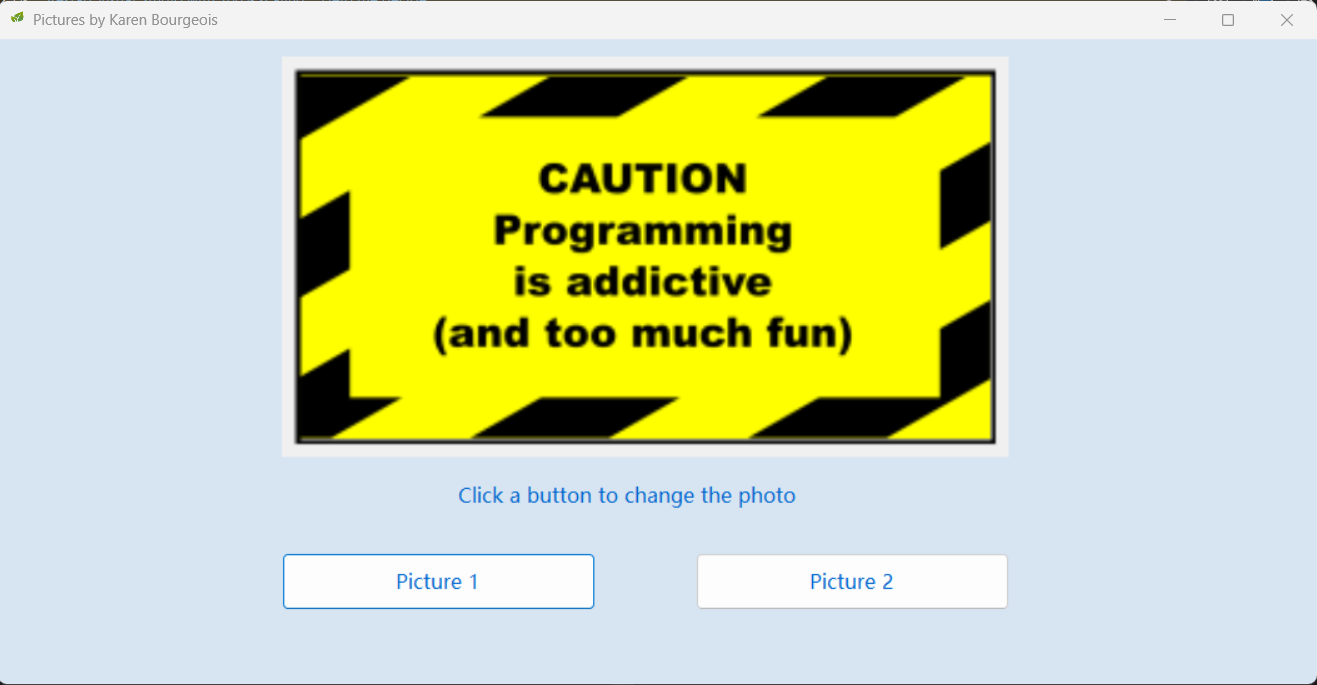 Pictures by Karen Bourgeois
CAUTION
Programming
is addictive
(and too much fun)
Click a button to change the photo
Picture 1
Picture 2